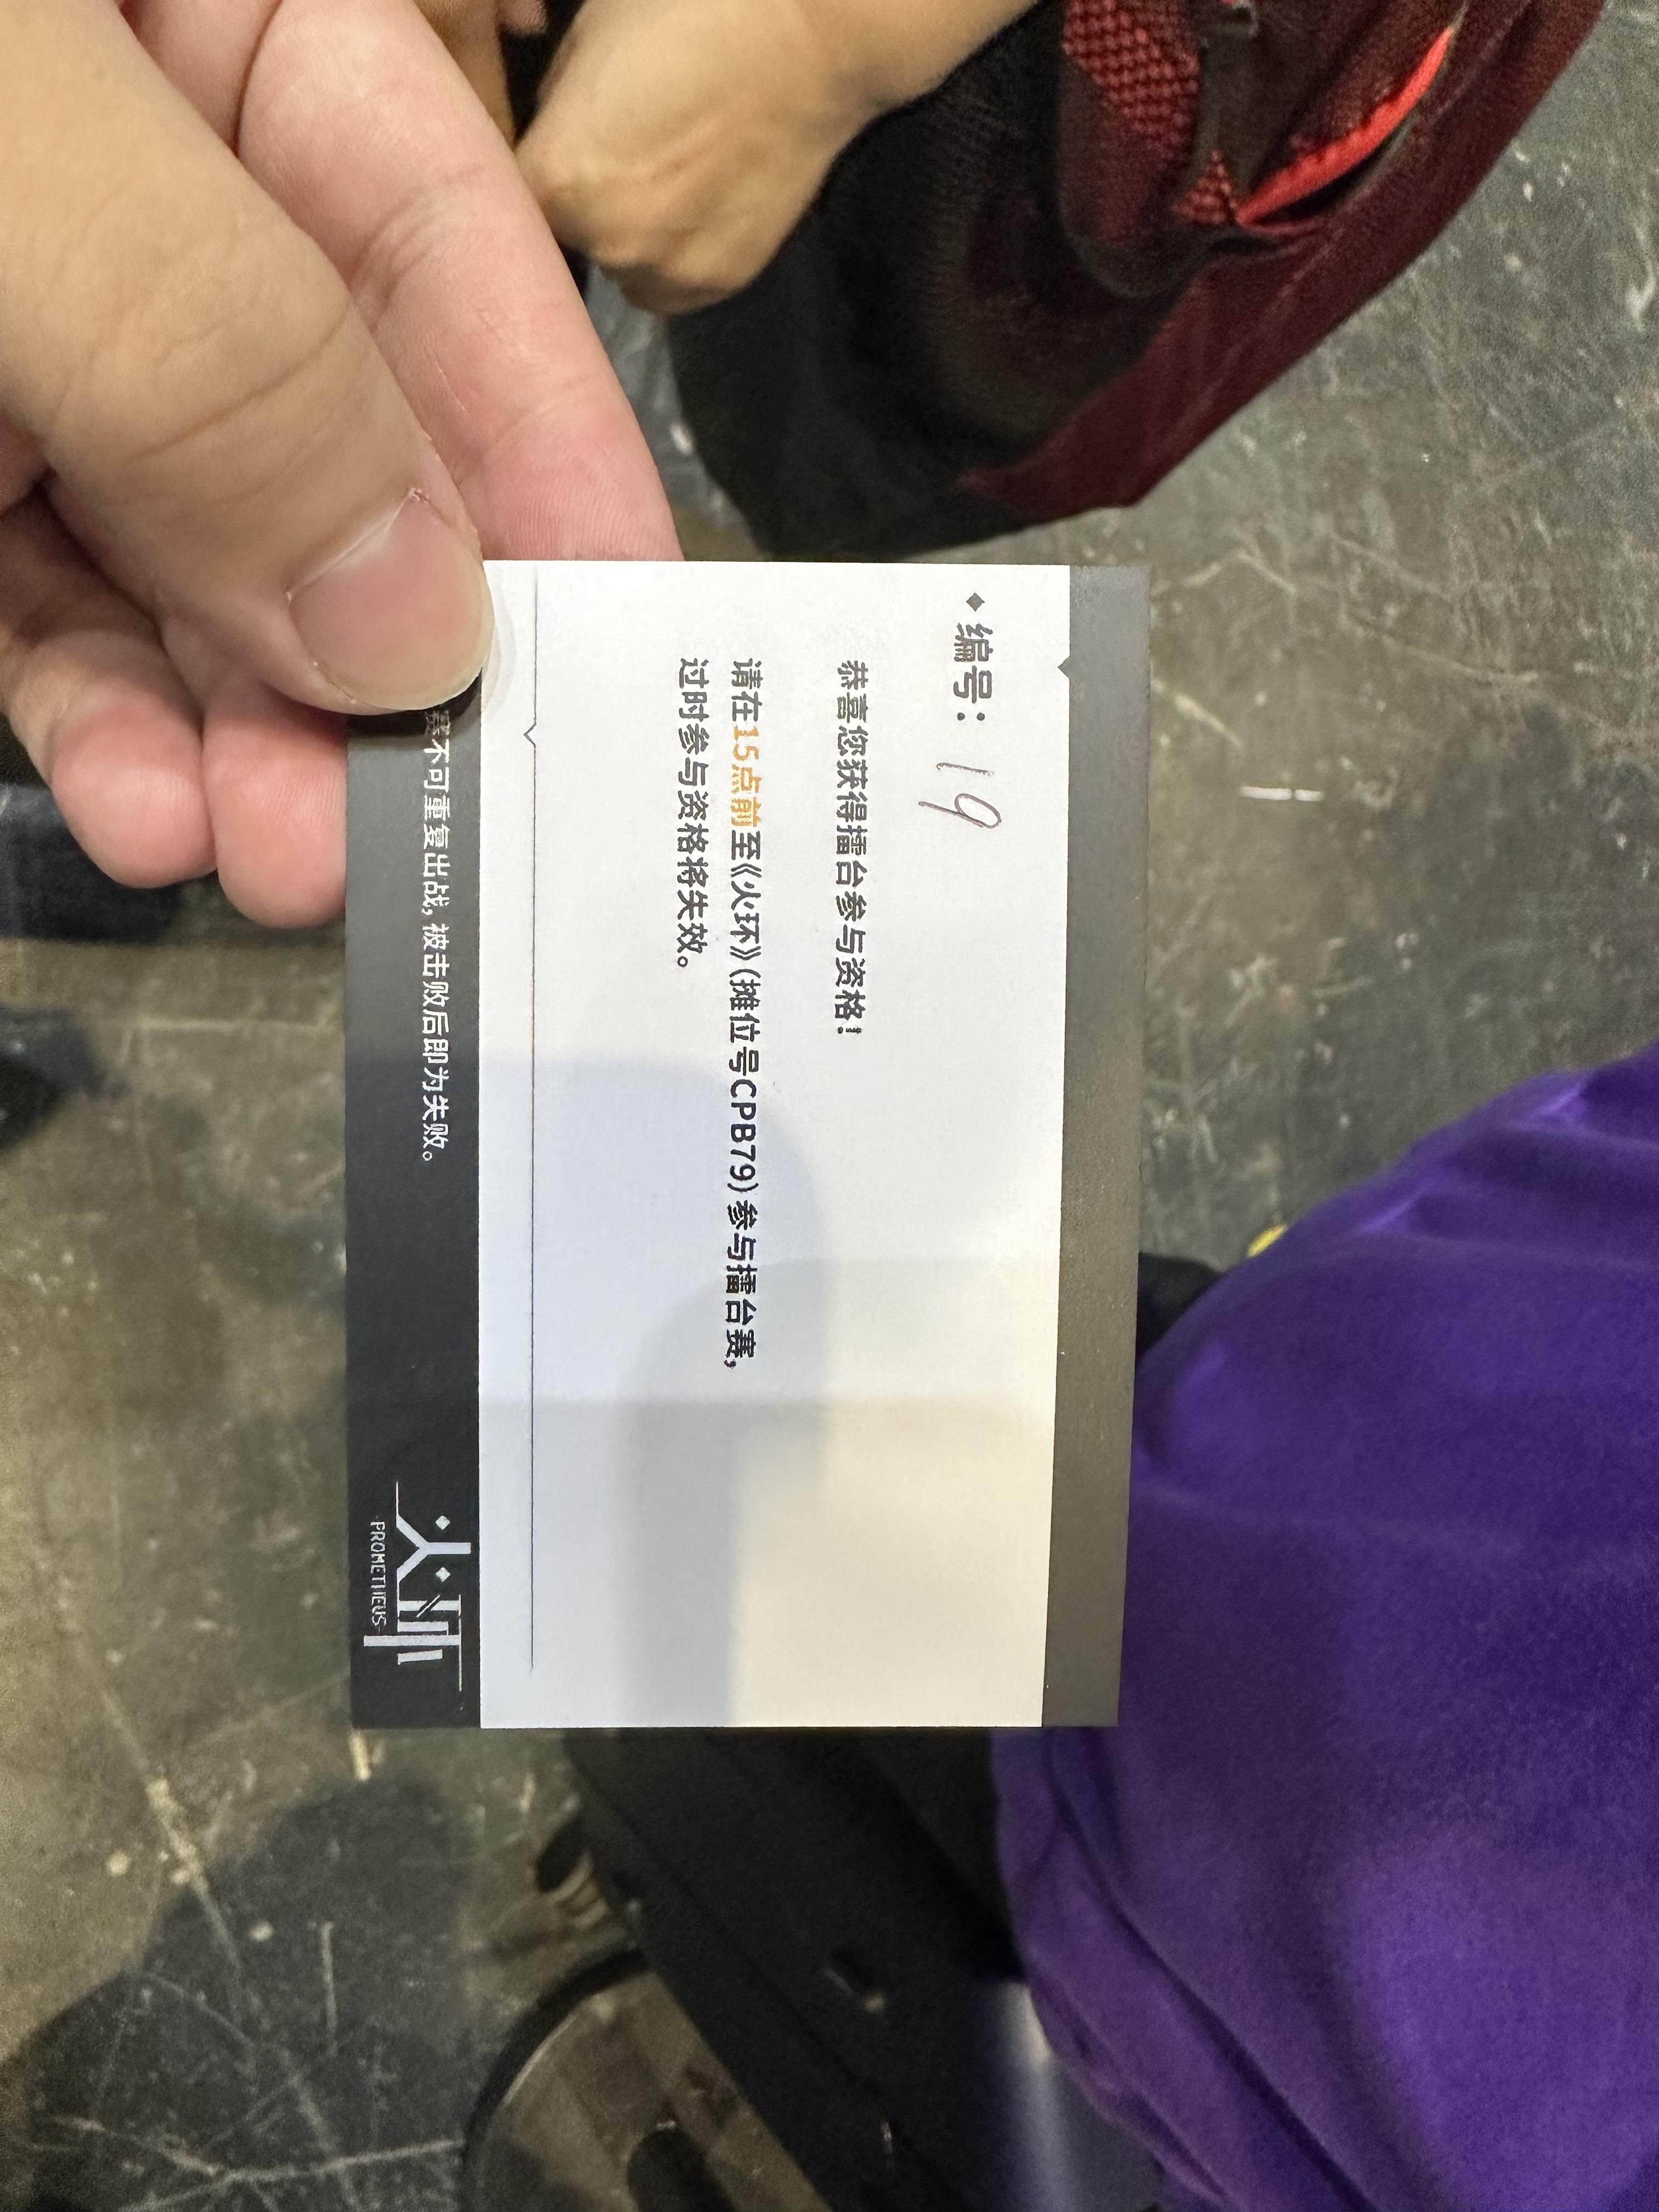 编号： 19
恭喜您获得擂台参与资格！
请在15点前至《火环》(摊位号CPB79)参与擂台赛，
过时参与资格将失效。
不可重复出战，被击败后即为失败。
火环
PROMETHEUS